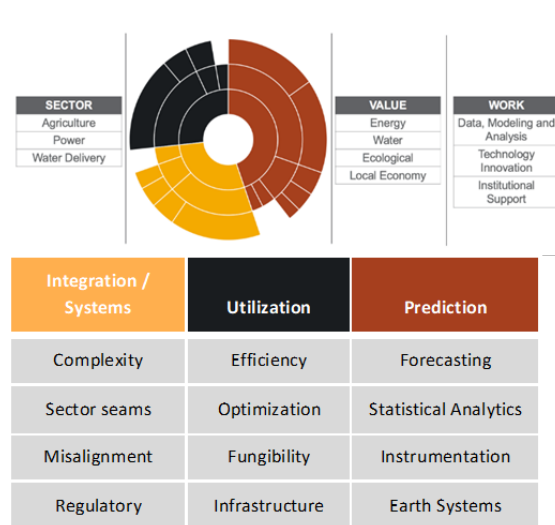 SECTOR
Agriculture
Power
Water Delivery
VALUE
Energy
Water
Ecological
Local Economy
WORK
Data, Modeling and
Analysis
Technology
Innovation
Institutional
Support
Integration /
Systems
Utilization
Prediction
Complexity
Efficiency
Forecasting
Sector seams
Optimization
Statistical Analytics
Misalignment
Fungibility
Instrumentation
Regulatory
Infrastructure
Earth Systems